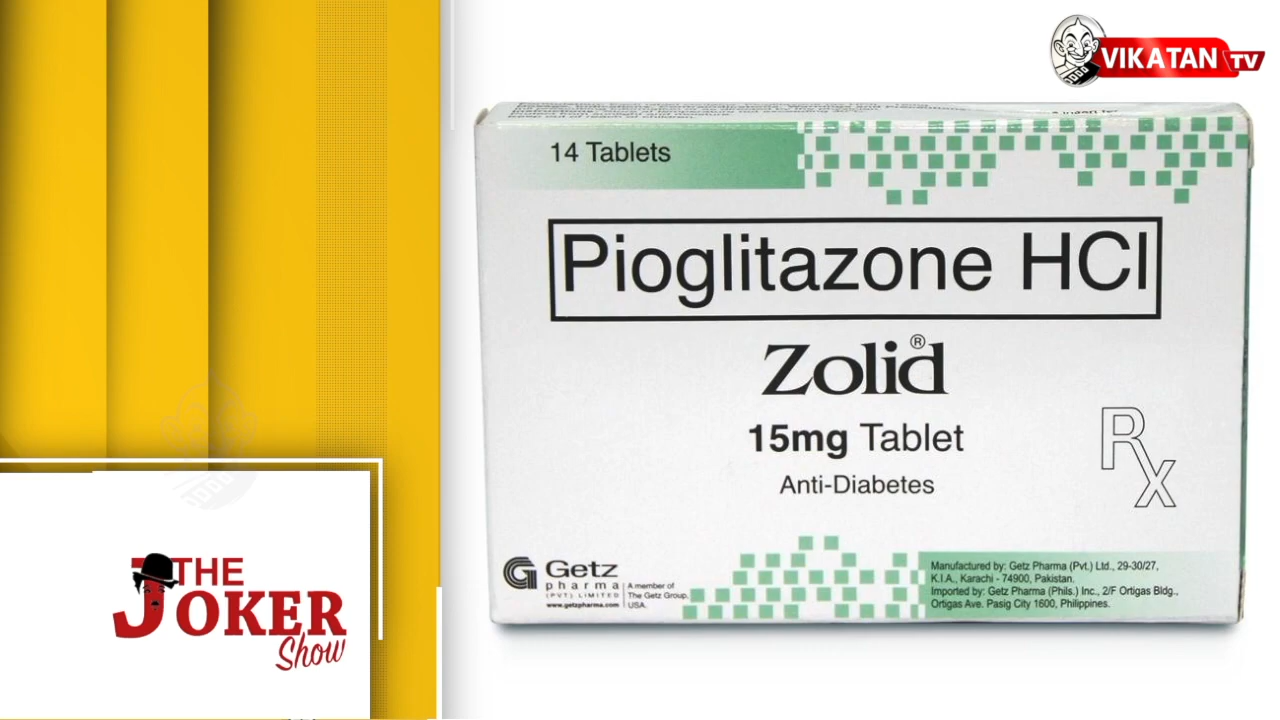 VIKATAN TV
14 Tablets
Pioglitazone HCl
Zolid®
15mg Tablet
Anti-Diabetes
Rx
Getz
pharma
(PVT) LIMITED
www.getzpharma.com
A member of
The Getz Group,
USA.
Manufactured by: Getz Pharma (Pvt.) Ltd., 29-30/27,
K.I.A., Karachi - 74900, Pakistan.
Imported by: Getz Pharma (Phils.) Inc., 2/F Ortigas Bldg.,
Ortigas Ave. Pasig City 1600, Philippines.
THE
JOKER
Show